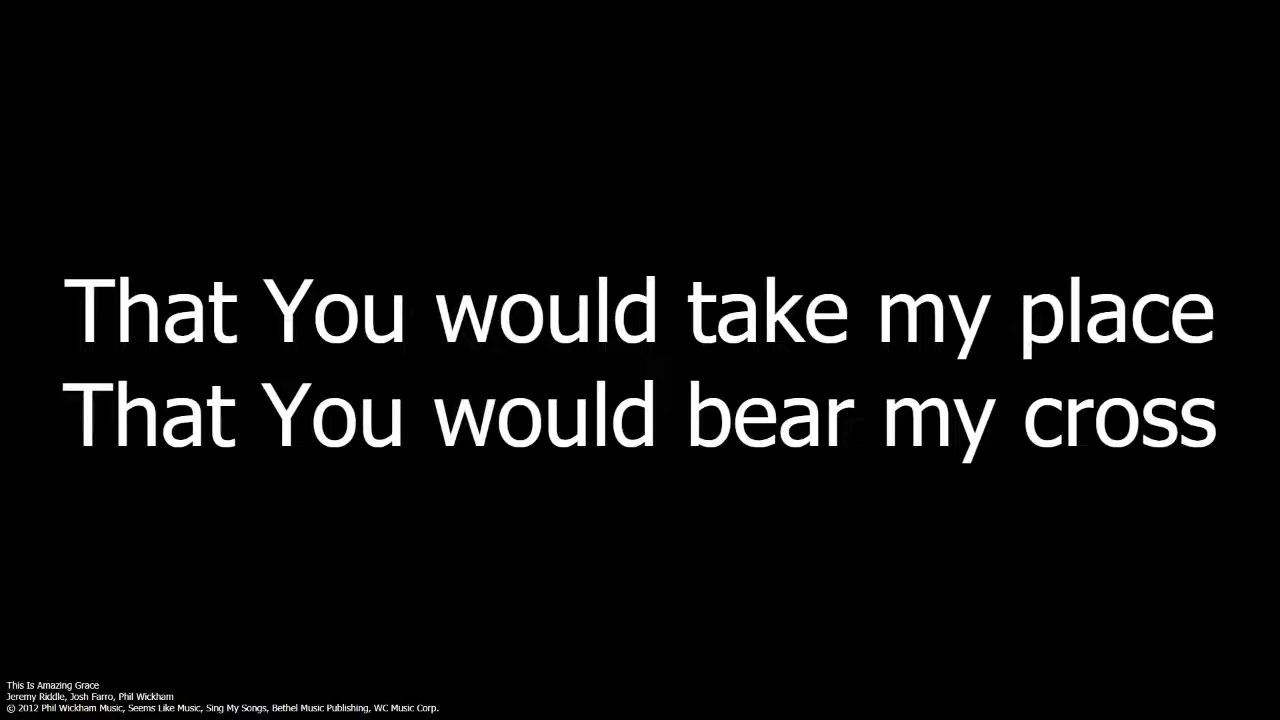 That You would take my place
That You would bear my cross
This Is Amazing Grace
Jeremy Riddle, Josh Farro, Phil Wickham
© 2012 Phil Wickham Music, Seems Like Music, Sing My Songs, Bethel Music Publishing, WC Music Corp.